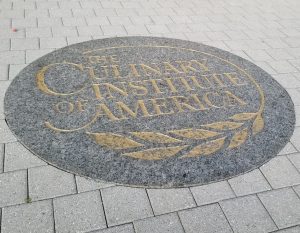 THE
CULINARY
INSTITUTE
OF AMERICA